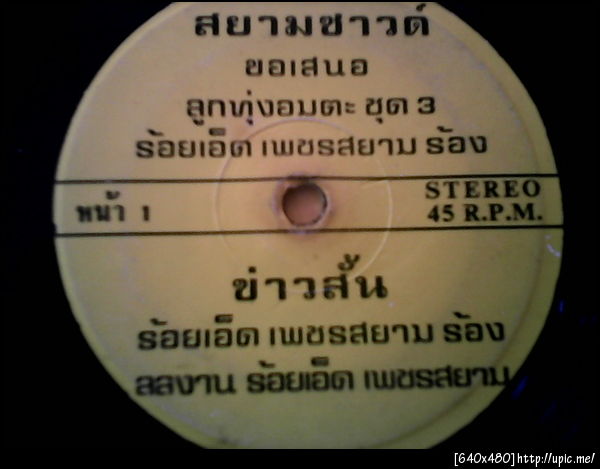 สยามซาวด์
ขอเสนอ
ลูกทุ่งอมตะ ชุด 3
ร้อยเอ็ด เพชรสยาม ร้อง
หน้า 1
STEREO
45 R.P.M.
ข่าวสั้น
ร้อยเอ็ด เพชรสยาม ร้อง
ลลงาน ร้อยเอ็ด เพชรสยาม
[640x480]http://upic.me/